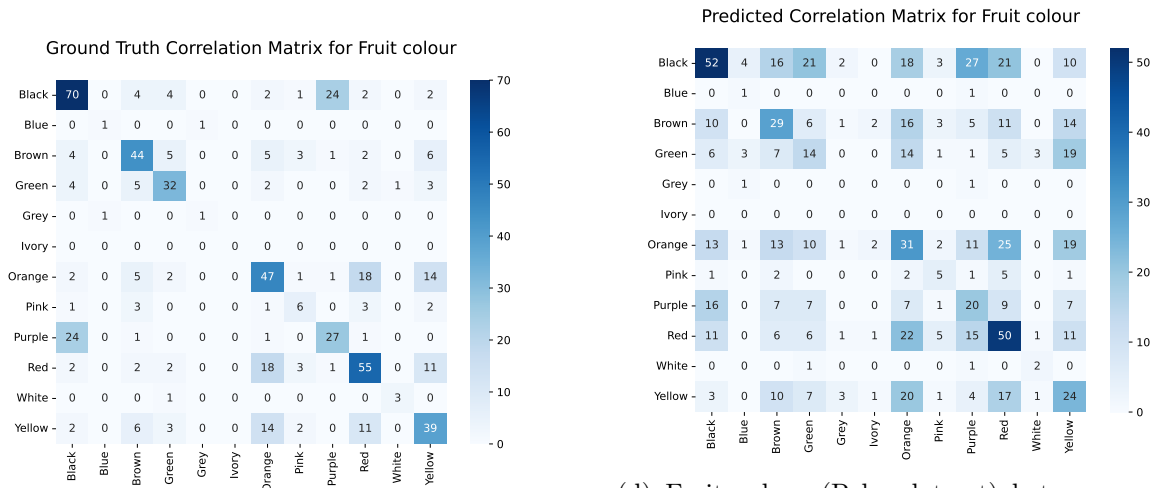 Ground Truth Correlation Matrix for Fruit colour
Black 70 0 4 4 0 0 2 1 24 2 0 2
Blue 0 1 0 0 1 0 0 0 0 0 0 0
Brown 4 0 44 5 0 0 5 3 1 2 0 6
Green 4 0 5 32 0 0 2 0 0 2 1 3
Grey 0 1 0 0 1 0 0 0 0 0 0 0
Ivory 0 0 0 0 0 0 0 0 0 0 0 0
Orange 2 0 5 2 0 0 47 1 1 18 0 14
Pink 1 0 3 0 0 0 1 6 0 3 0 2
Purple 24 0 1 0 0 0 1 0 27 1 0 0
Red 2 0 2 2 0 0 18 3 1 55 0 11
White 0 0 0 1 0 0 0 0 0 0 3 0
Yellow 2 0 6 3 0 0 14 2 0 11 0 39
Black Blue Brown Green Grey Ivory Orange Pink Purple Red White Yellow
70
60
50
40
30
20
10
0
Predicted Correlation Matrix for Fruit colour
Black 52 4 16 21 2 0 18 3 27 21 0 10
Blue 0 1 0 0 0 0 0 0 1 0 0 0
Brown 10 0 29 6 1 2 16 3 5 11 0 14
Green 6 3 7 14 0 0 14 1 1 5 3 19
Grey 0 1 0 0 0 0 0 0 1 0 0 0
Ivory 0 0 0 0 0 0 0 0 0 0 0 0
Orange 13 1 13 10 1 2 31 2 11 25 0 19
Pink 1 0 2 0 0 0 2 5 1 5 0 1
Purple 16 0 7 7 0 0 7 1 20 9 0 7
Red 11 0 6 6 1 1 22 5 15 50 1 11
White 0 0 0 1 0 0 0 0 1 0 2 0
Yellow 3 0 10 7 3 1 20 1 4 17 1 24
Black Blue Brown Green Grey Ivory Orange Pink Purple Red White Yellow
50
40
30
20
10
0